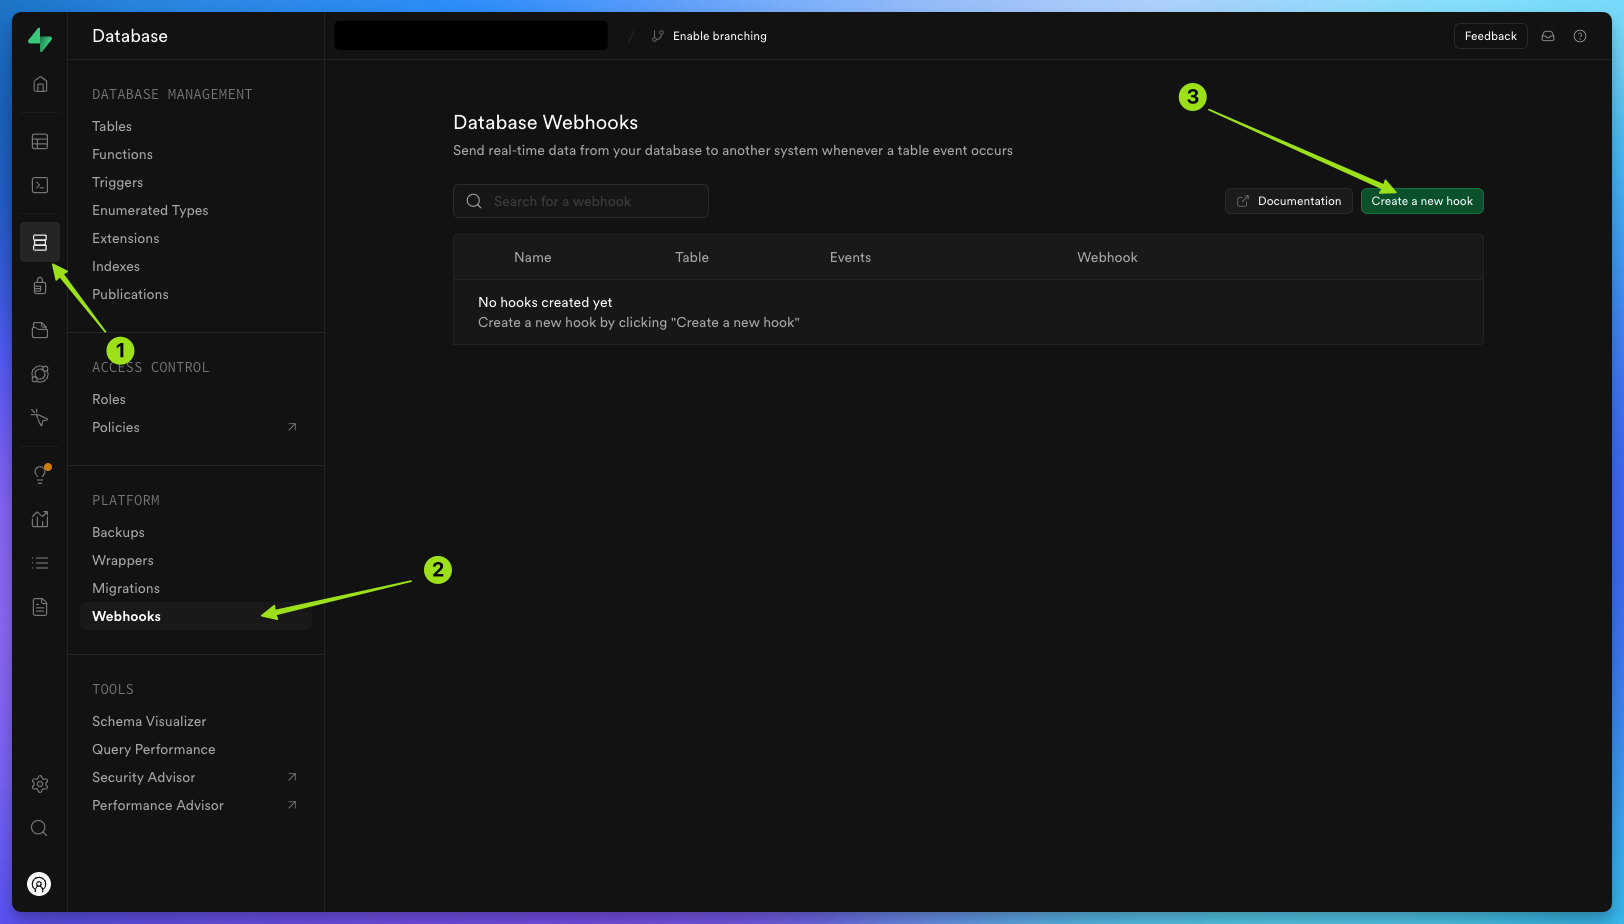 Database
Enable branching
Feedback
DATABASE MANAGEMENT
Tables
Functions
Triggers
Enumerated Types
Extensions
Indexes
Publications
1
ACCESS CONTROL
Roles
Policies
PLATFORM
Backups
Wrappers
Migrations
Webhooks
2
TOOLS
Schema Visualizer
Query Performance
Security Advisor
Performance Advisor
3
Database Webhooks
Send real-time data from your database to another system whenever a table event occurs
Search for a webhook
Documentation
Create a new hook
Name Table Events Webhook
No hooks created yet
Create a new hook by clicking "Create a new hook"